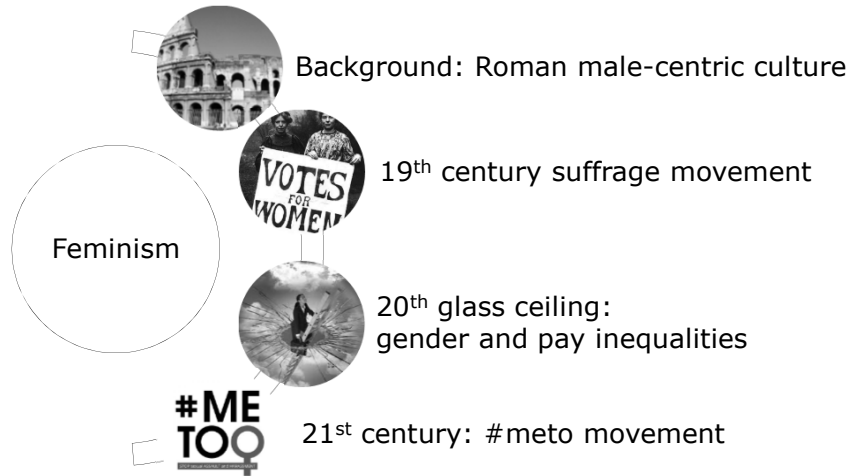 Background: Roman male-centric culture
VOTES
FOR
WOMEN
19th century suffrage movement
Feminism
20th glass ceiling:
gender and pay inequalities
#ME
TOO
21st century: #meto movement